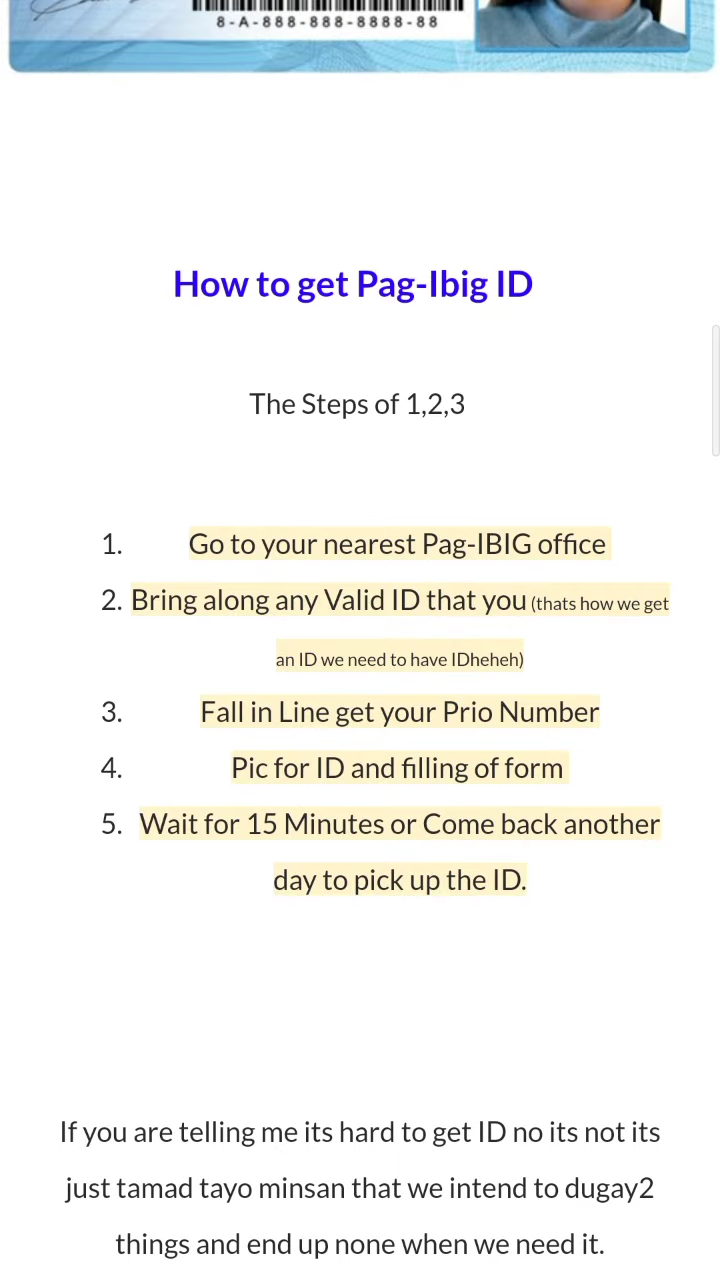 8-A-888-888-8888-88
How to get Pag-Ibig ID
The Steps of 1,2,3
1. Go to your nearest Pag-IBIG office
2. Bring along any Valid ID that you (thats how we get
an ID we need to have IDheheh)
3. Fall in Line get your Prio Number
4. Pic for ID and filling of form
5. Wait for 15 Minutes or Come back another
day to pick up the ID.
If you are telling me its hard to get ID no its not its
just tamad tayo minsan that we intend to dugay2
things and end up none when we need it.